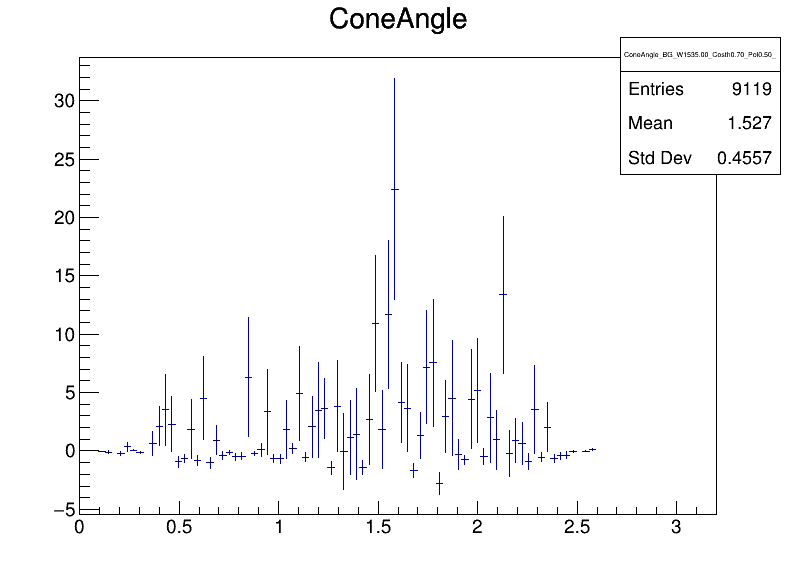 ConeAngle
ConeAngle_BG_W1535.00_Costh0.70_Pol0.50_
Entries 9119
Mean 1.527
Std Dev 0.4557
30
25
20
15
10
5
0
−5
0 0.5 1 1.5 2 2.5 3